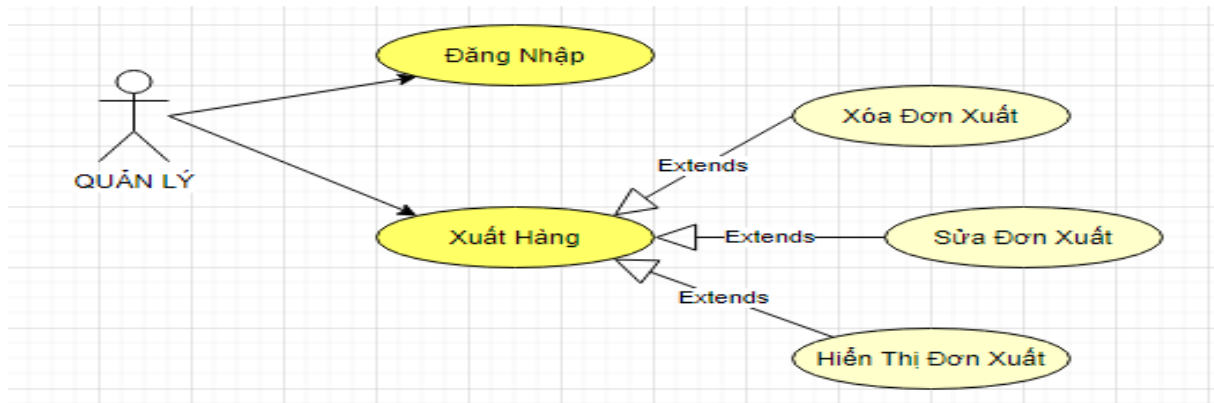 Đăng Nhập
Xóa Đơn Xuất
Extends
QUẢN LÝ
Xuất Hàng
Extends
Sửa Đơn Xuất
Extends
Hiển Thị Đơn Xuất